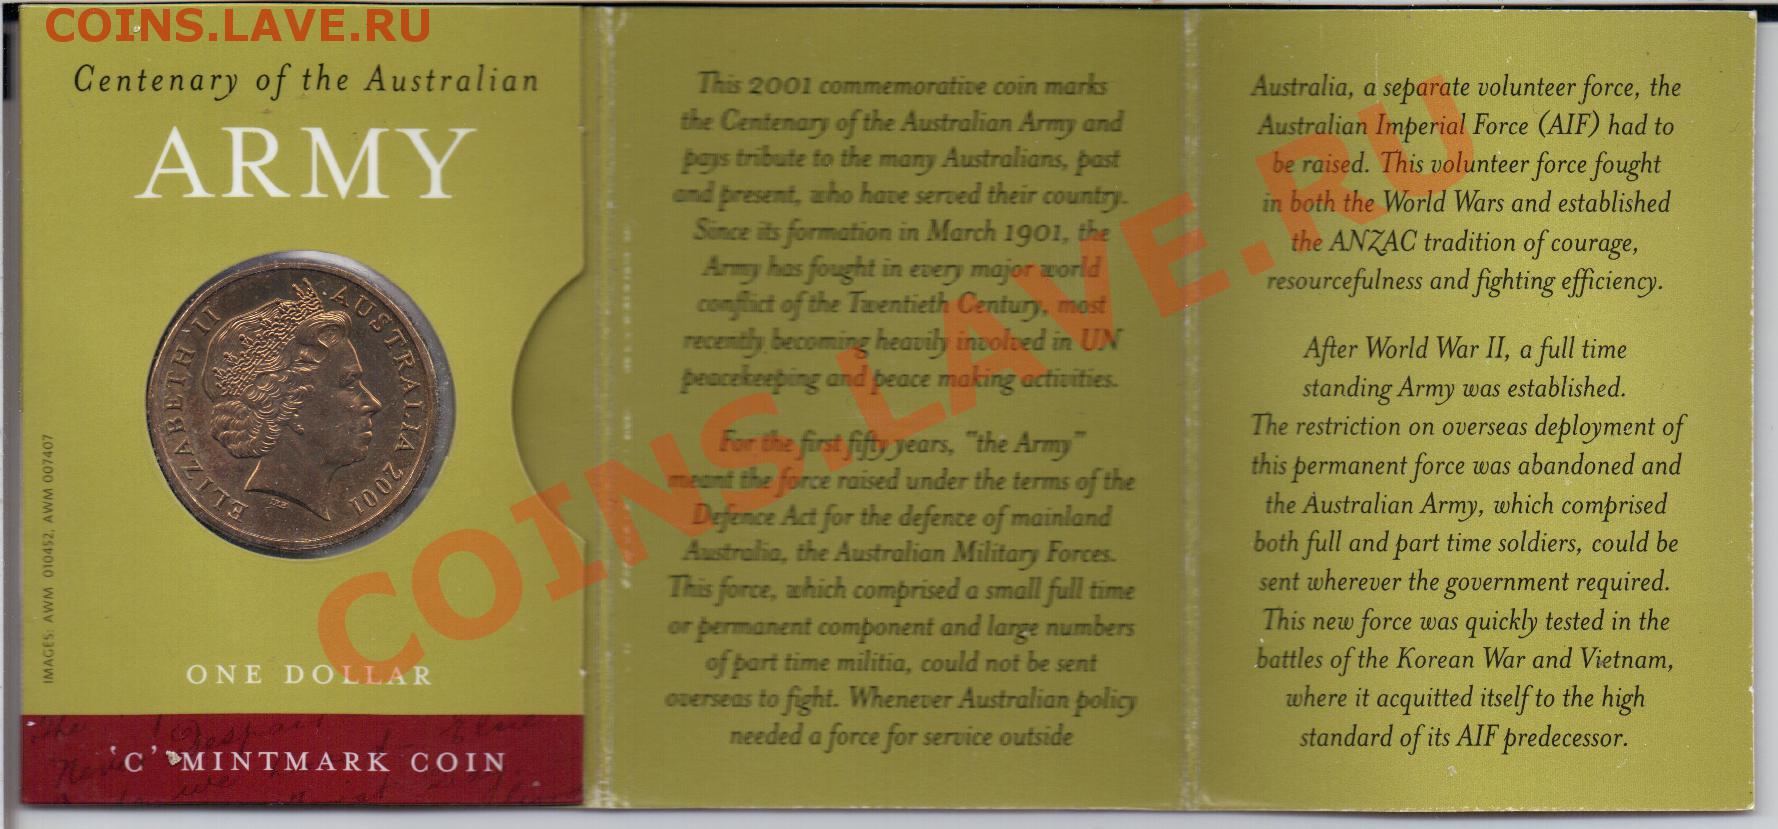 COINS.LAVE.RU
Centenary of the Australian
ARMY
ELIZABETH II AUSTRALIA 2001
IMAGES: AWM 010452, AWM 007407
ONE DOLLAR
'C' MINTMARK COIN
This 2001 commemorative coin marks
the Centenary of the Australian Army and
pays tribute to the many Australians, past
and present, who have served their country.
Since its formation in March 1901, the
Army has fought in every major world
conflict of the Twentieth Century, most
recently becoming heavily involved in UN
peacekeeping and peace making activities.
For the first fifty years, "the Army"
meant the force raised under the terms of the
Defence Act for the defence of mainland
Australia, the Australian Military Forces.
This force, which comprised a small full time
or permanent component and large numbers
of part time militia, could not be sent
overseas to fight. Whenever Australian policy
needed a force for service outside
Australia, a separate volunteer force, the
Australian Imperial Force (AIF) had to
be raised. This volunteer force fought
in both the World Wars and established
the ANZAC tradition of courage,
resourcefulness and fighting efficiency.
After World War II, a full time
standing Army was established.
The restriction on overseas deployment of
this permanent force was abandoned and
the Australian Army, which comprised
both full and part time soldiers, could be
sent wherever the government required.
This new force was quickly tested in the
battles of the Korean War and Vietnam,
where it acquitted itself to the high
standard of its AIF predecessor.
COINS.LAVE.RU